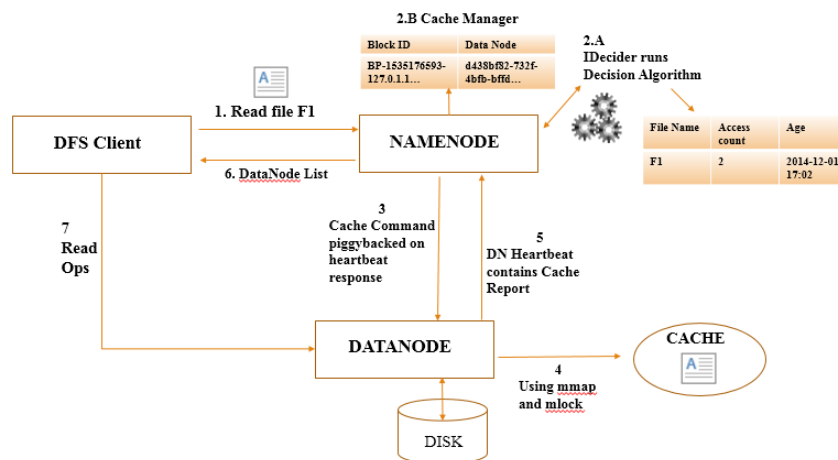 2.B Cache Manager
Block ID
Data Node
BP-1535176593-
127.0.1.1...
d438bf82-732f-
4bfb-bffd...
2.A
IDecider runs
Decision Algorithm
File Name
Access
count
Age
F1
2
2014-12-01
17:02
A
1. Read file F1
DFS Client
NAMENODE
6. DataNode List
3
Cache Command
piggybacked on
heartbeat
response
5
DN Heartbeat
contains Cache
Report
7
Read
Ops
DATANODE
CACHE
A
4
Using mmap
and mlock
DISK